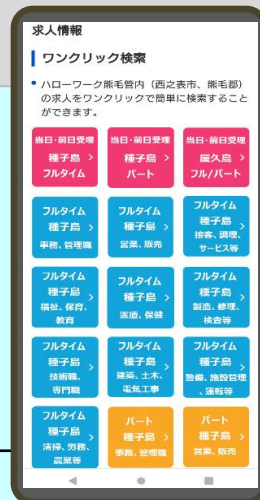 求人情報
ワンクリック検索
• ハローワーク熊毛管内（西之表市、熊毛郡）
の求人をワンクリックで簡単に検索すること
ができます。
当日・前日受理
種子島 >
フルタイム
当日・前日受理
種子島 >
パート
当日・前日受理
屋久島 >
フル/パート
フルタイム
種子島 >
事務、管理職
フルタイム
種子島 >
営業、販売
フルタイム
種子島 >
接客、調理、
サービス等
フルタイム
種子島 >
福祉、保育、
教育
フルタイム
種子島 >
医療、保健
フルタイム
種子島 >
製造、修理、
検査等
フルタイム
種子島 >
技術職、
専門職
フルタイム
種子島 >
建築、土木、
電気工事
フルタイム
種子島 >
整備、施設管理
、運転等
フルタイム
種子島 >
清掃、労務、
農業等
パート
種子島 >
事務、管理職
パート
種子島 >
営業、販売